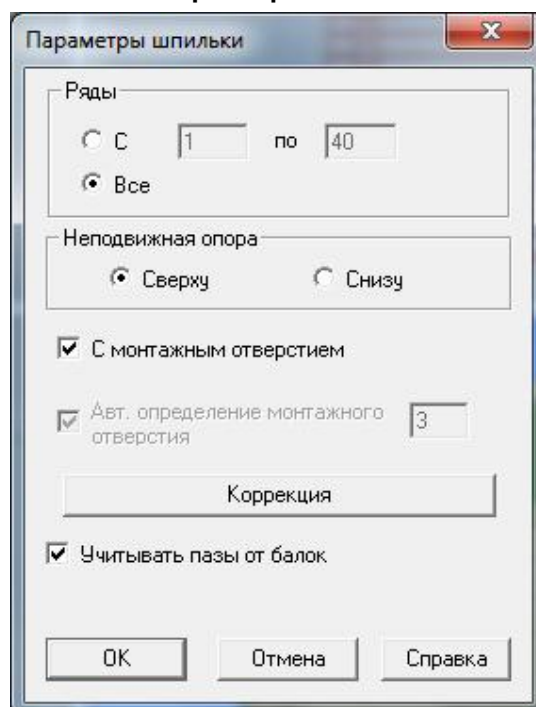 Параметры шпильки
Ряды
С 1 по 40
Все
Неподвижная опора
Сверху Снизу
С монтажным отверстием
Авт. определение монтажного 3
отверстия
Коррекция
Учитывать пазы от балок
OK Отмена Справка